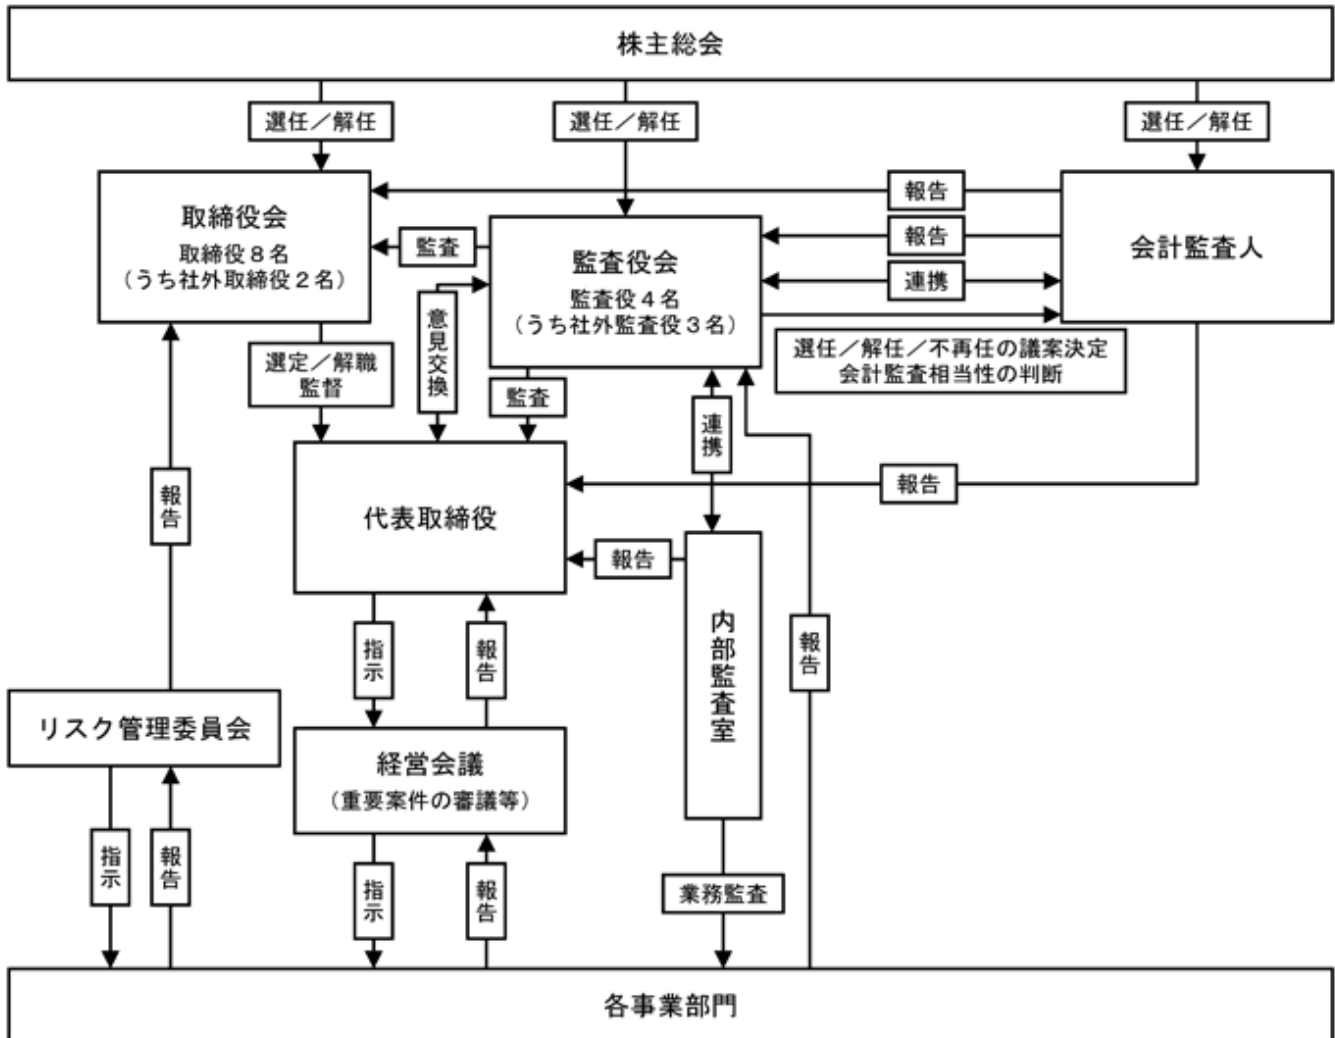 株主総会
選任／解任
選任／解任
選任／解任
取締役会
取締役８名
（うち社外取締役２名）
監査
監査役会
監査役４名
（うち社外監査役３名）
報告
報告
連携
会計監査人
選任／解任／不再任の議案決定
会計監査相当性の判断
選定／解職
監督
意見交換
監査
連携
報告
報告
代表取締役
報告
内部監査室
報告
指示
報告
リスク管理委員会
経営会議
（重要案件の審議等）
指示
報告
指示
報告
業務監査
各事業部門